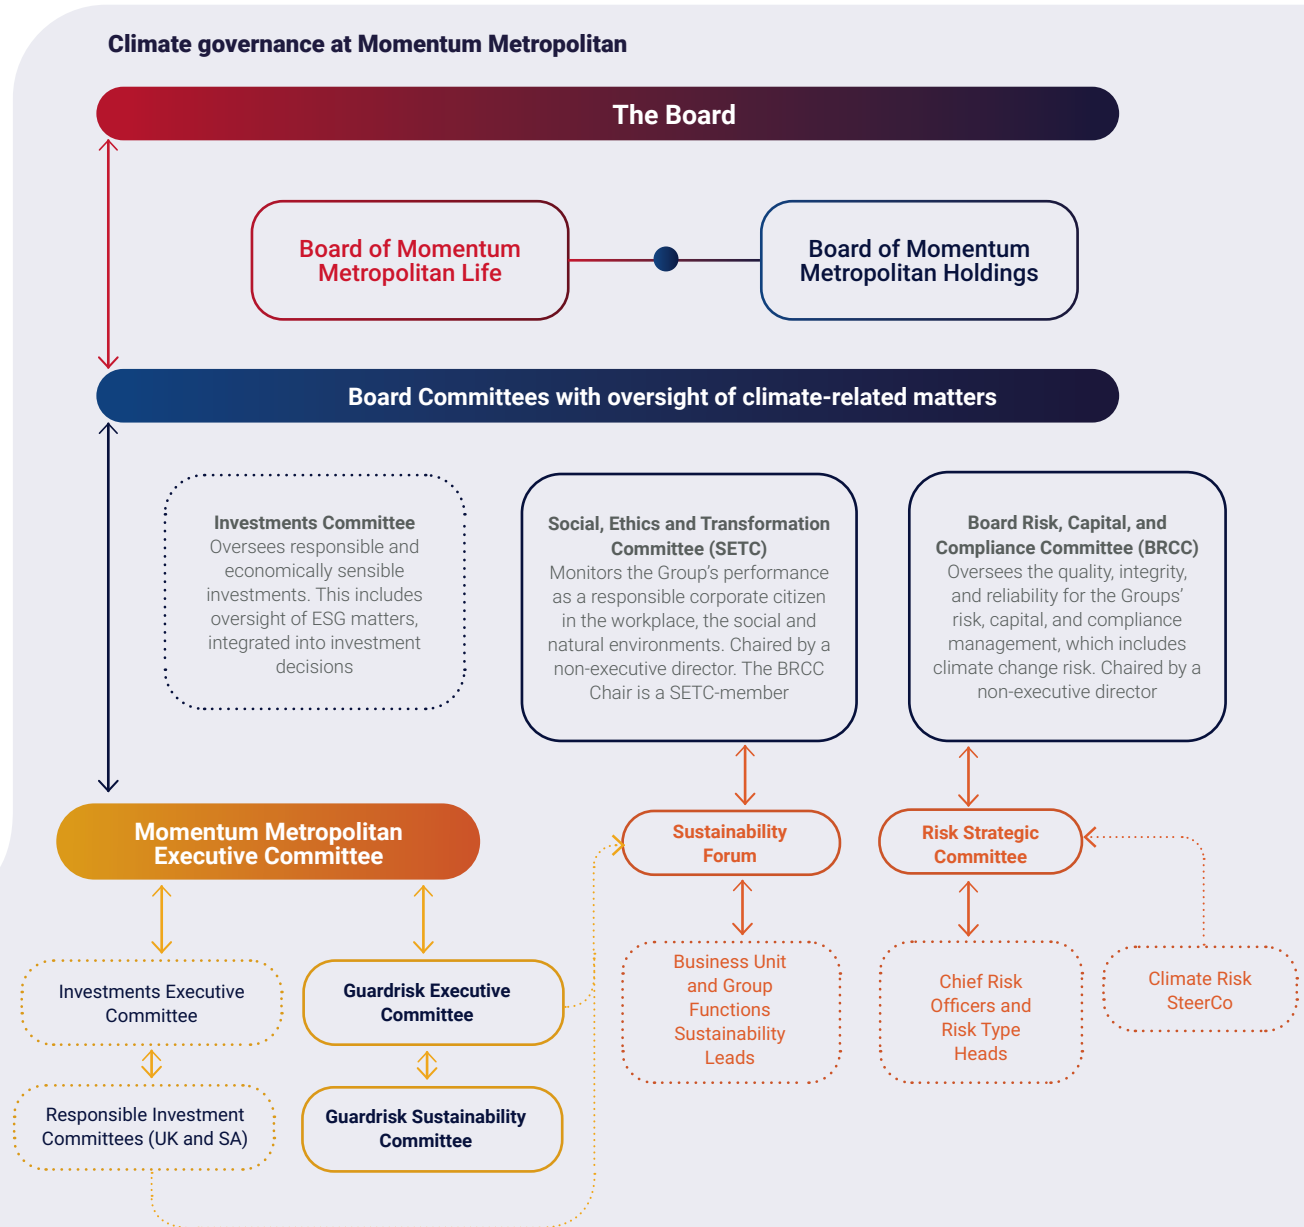 Climate governance at Momentum Metropolitan
The Board
Board of Momentum
Metropolitan Life
Board of Momentum
Metropolitan Holdings
Board Committees with oversight of climate-related matters
Investments Committee
Oversees responsible and
economically sensible
investments. This includes
oversight of ESG matters,
integrated into investment
decisions
Social, Ethics and Transformation
Committee (SETC)
Monitors the Group's performance
as a responsible corporate citizen
in the workplace, the social and
natural environments. Chaired by a
non-executive director. The BRCC
Chair is a SETC-member
Board Risk, Capital, and
Compliance Committee (BRCC)
Oversees the quality, integrity,
and reliability for the Groups'
risk, capital, and compliance
management, which includes
climate change risk. Chaired by a
non-executive director
Momentum Metropolitan
Executive Committee
Sustainability
Forum
Risk Strategic
Committee
Investments Executive
Committee
Guardrisk Executive
Committee
Business Unit
and Group
Functions
Sustainability
Leads
Chief Risk
Officers and
Risk Type
Heads
Climate Risk
SteerCo
Responsible Investment
Committees (UK and SA)
Guardrisk Sustainability
Committee